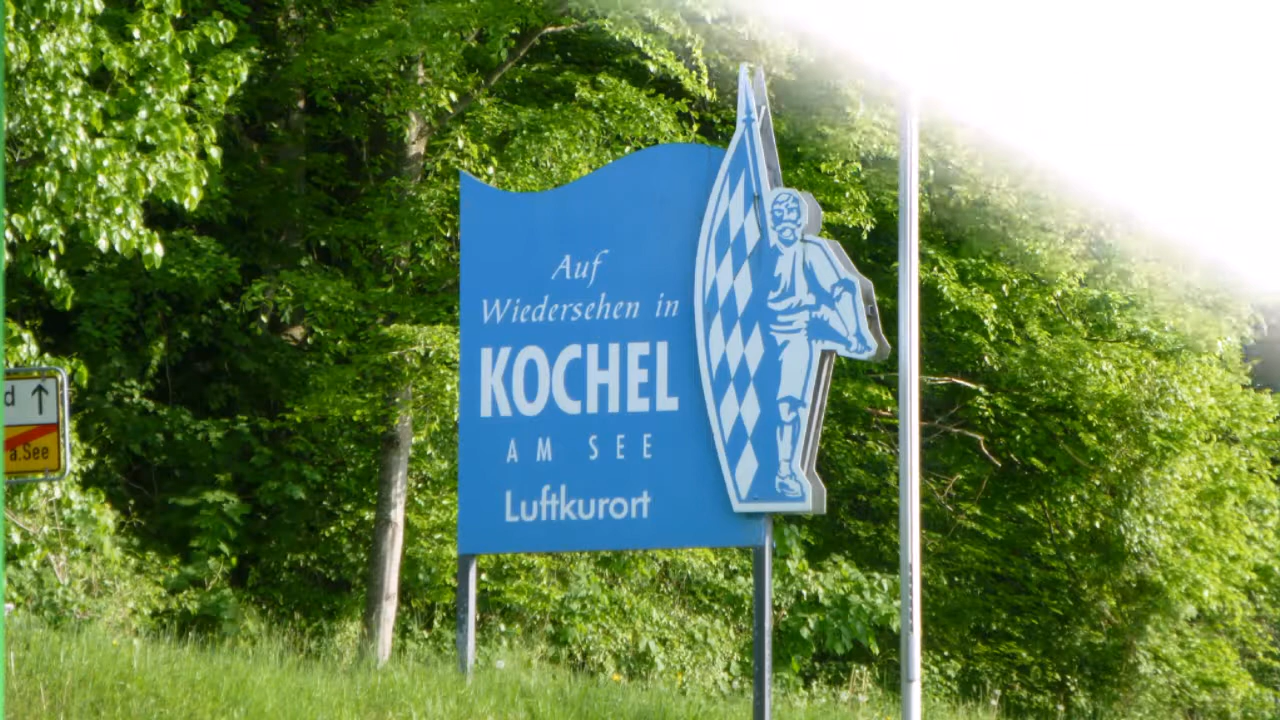 Auf
Wiedersehen in
KOCHEL
AM SEE
Luftkurort
d ↑
a.See